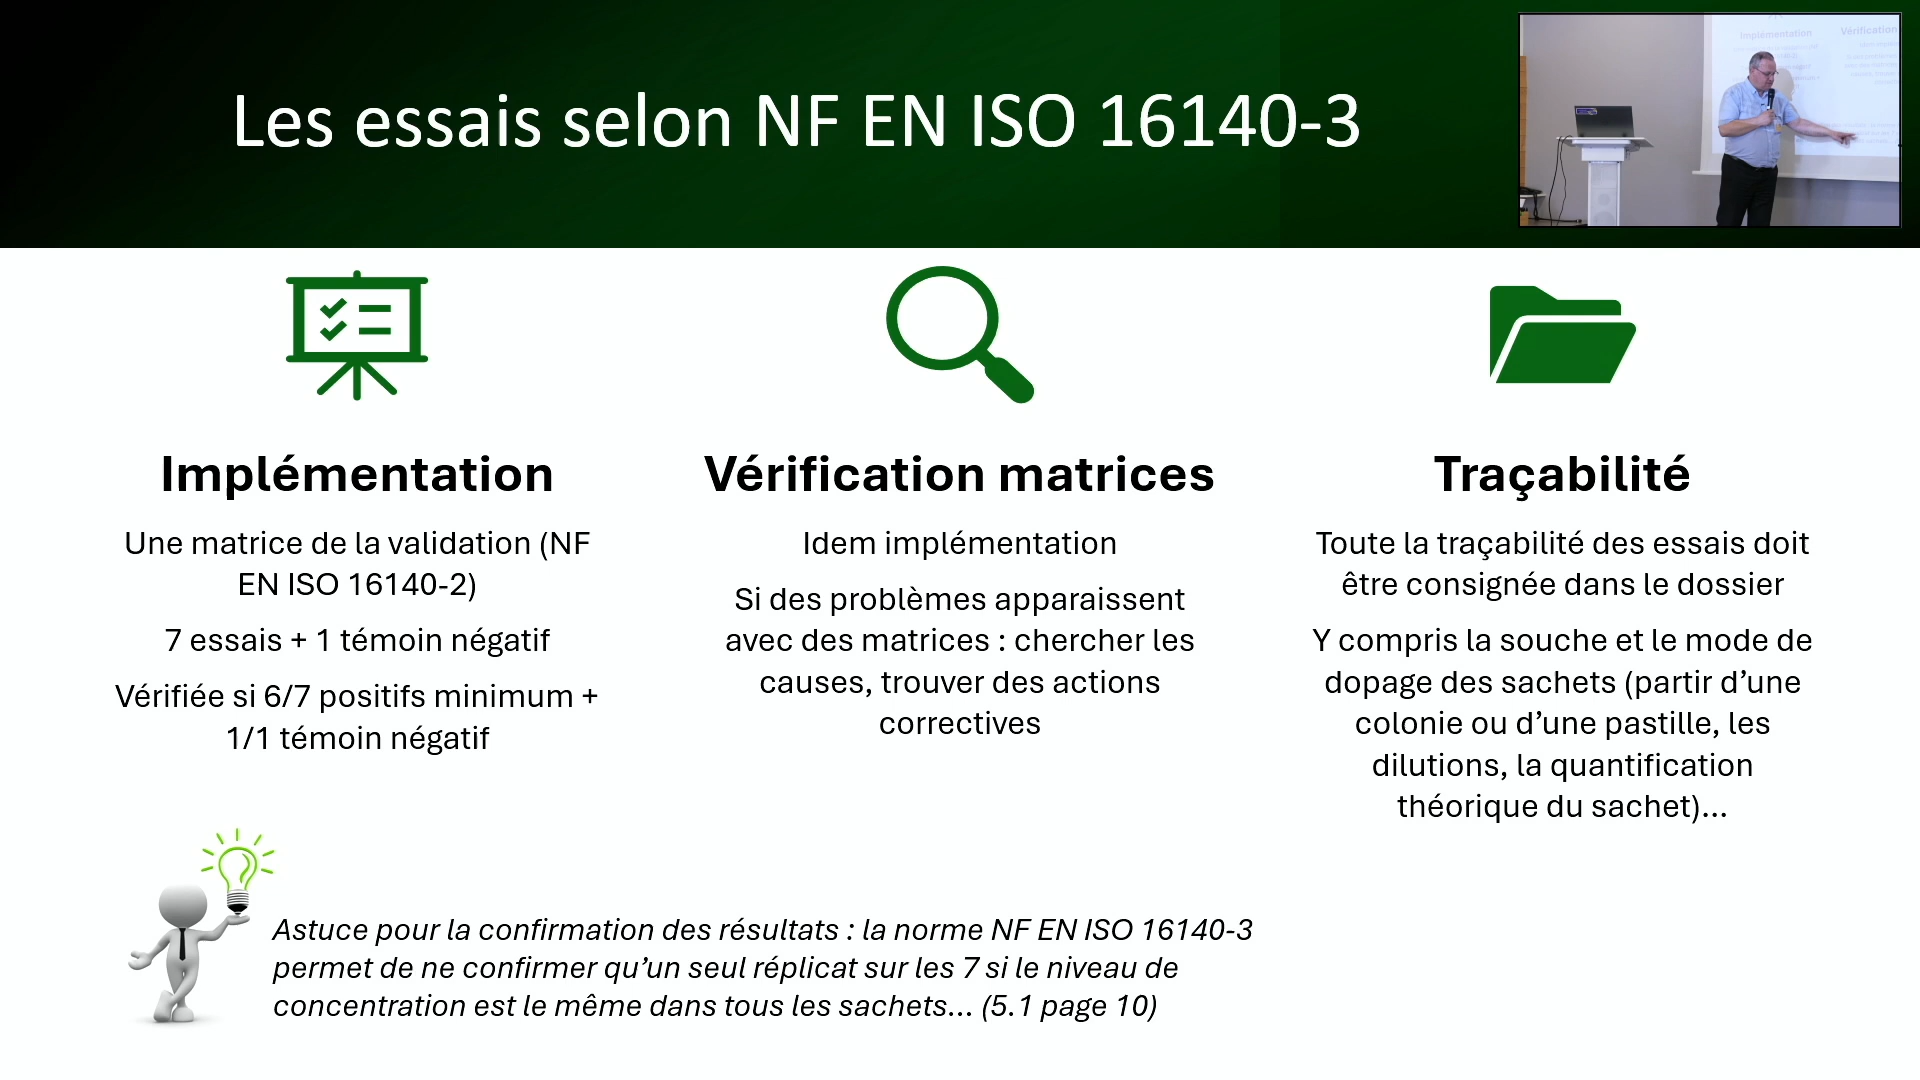 Les essais selon NF EN ISO 16140-3
Implémentation
Vérification
Implémentation
Une matrice de la validation (NF
EN ISO 16140-2)
7 essais + 1 témoin négatif
Vérifiée si 6/7 positifs minimum +
1/1 témoin négatif
Vérification matrices
Idem implémentation
Si des problèmes apparaissent
avec des matrices : chercher les
causes, trouver des actions
correctives
Traçabilité
Toute la traçabilité des essais doit
être consignée dans le dossier
Y compris la souche et le mode de
dopage des sachets (partir d’une
colonie ou d’une pastille, les
dilutions, la quantification
théorique du sachet)...
Astuce pour la confirmation des résultats : la norme NF EN ISO 16140-3
permet de ne confirmer qu’un seul réplicat sur les 7 si le niveau de
concentration est le même dans tous les sachets... (5.1 page 10)